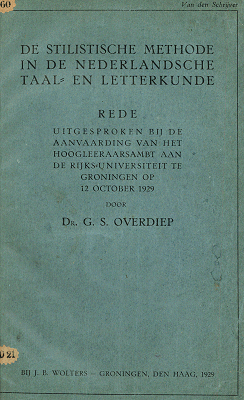 60
Van den Schrijver
DE STILISTISCHE METHODE
IN DE NEDERLANDSCHE
TAAL- EN LETTERKUNDE
REDE
UITGESPROKEN BIJ DE
AANVAARDING VAN HET
HOOGLEERAARSAMBT AAN
DE RIJKS-UNIVERSITEIT TE
GRONINGEN OP
12 OCTOBER 1929
DOOR
DR. G. S. OVERDIEP
D 21
BIJ J. B. WOLTERS — GRONINGEN, DEN HAAG, 1929